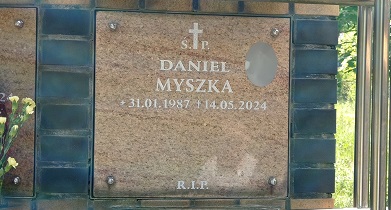 S. P.
DANIEL
MYSZKA
* 31.01.1987 † 14.05.2024
R.I.P.